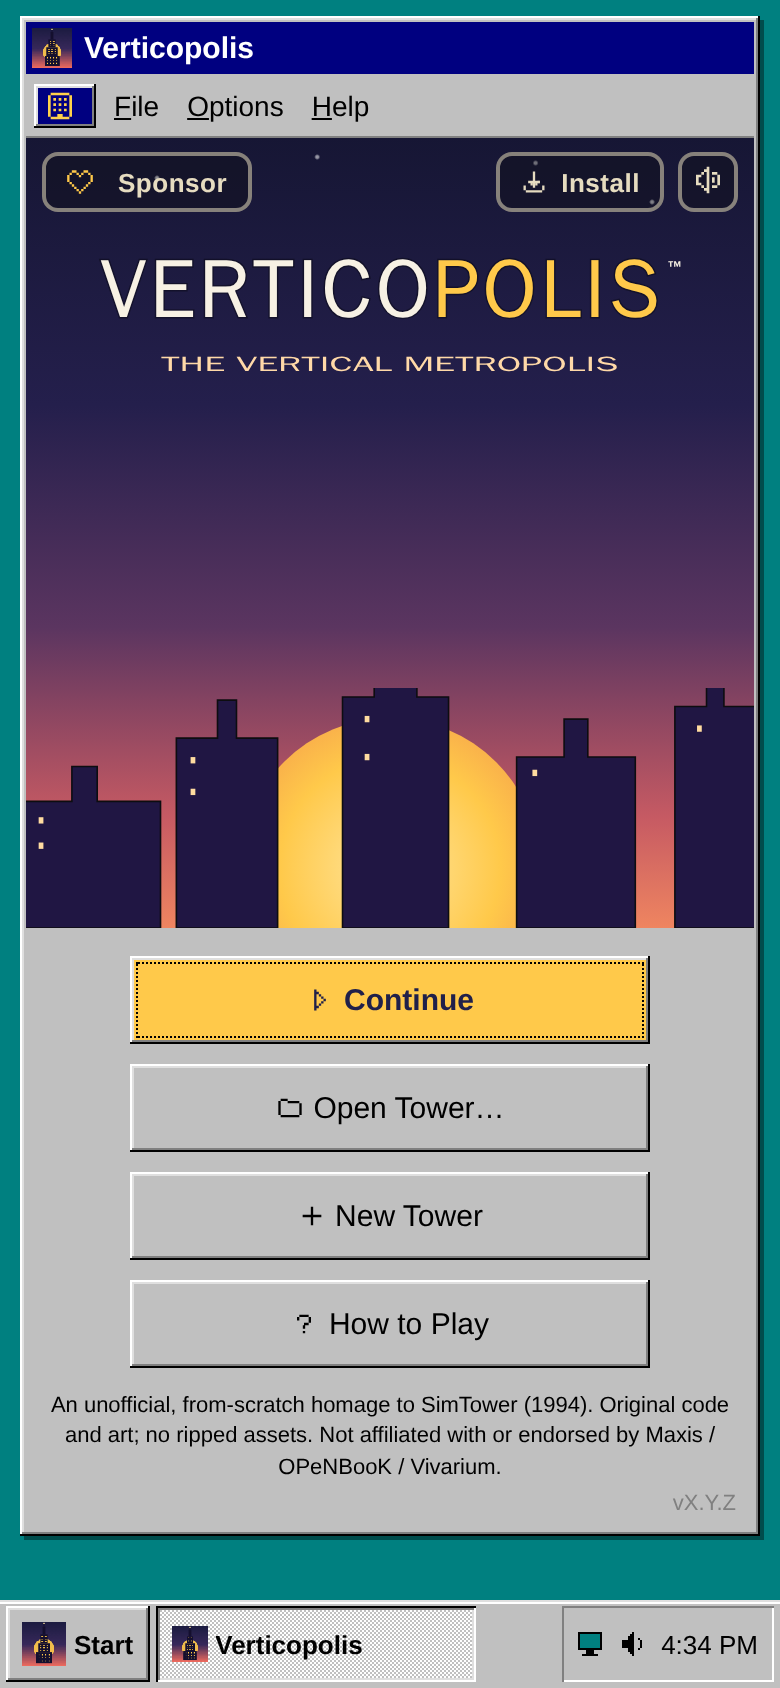 Verticopolis
File Options Help
Sponsor
Install
VERTICOPOLIS™
THE VERTICAL METROPOLIS
Continue
Open Tower…
+ New Tower
? How to Play
An unofficial, from-scratch homage to SimTower (1994). Original code
and art; no ripped assets. Not affiliated with or endorsed by Maxis /
OPeNBooK / Vivarium.
vX.Y.Z
Start
Verticopolis
4:34 PM